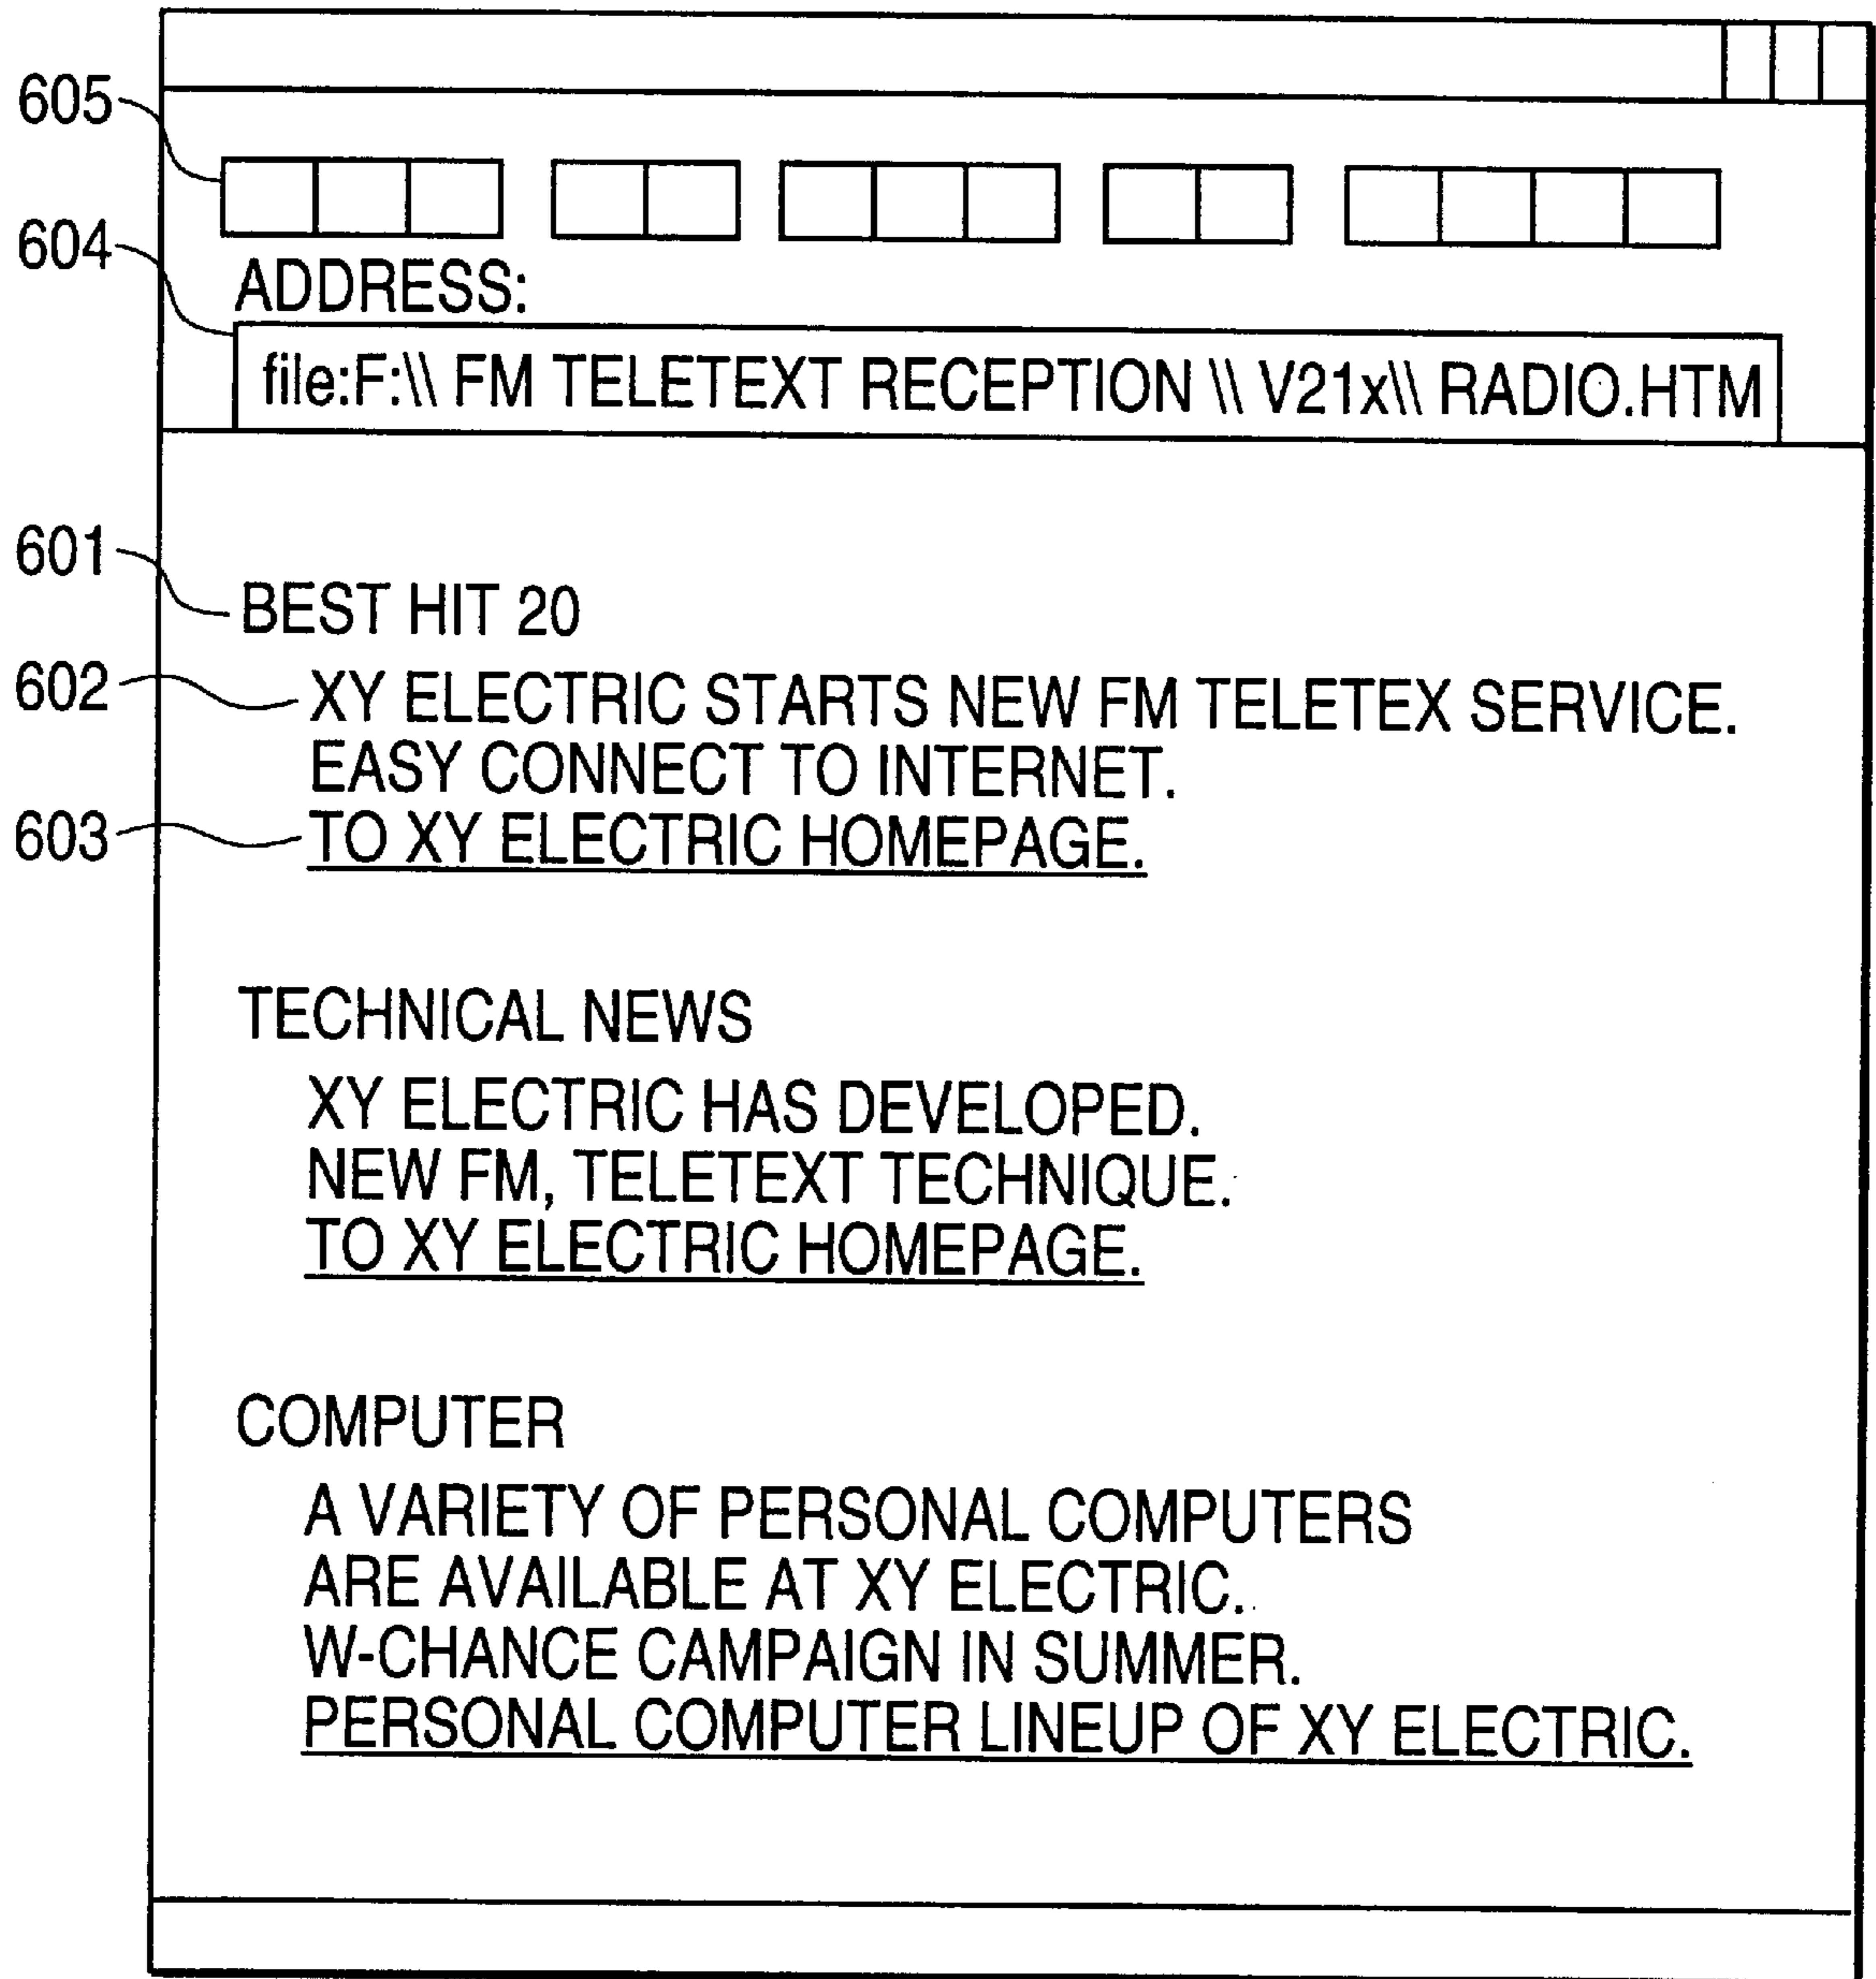 605
604
ADDRESS:
file:F:\\ FM TELETEXT RECEPTION \\ V21x\\ RADIO.HTM
601
BEST HIT 20
602
XY ELECTRIC STARTS NEW FM TELETEX SERVICE.
EASY CONNECT TO INTERNET.
603
TO XY ELECTRIC HOMEPAGE.
TECHNICAL NEWS
XY ELECTRIC HAS DEVELOPED.
NEW FM, TELETEXT TECHNIQUE.
TO XY ELECTRIC HOMEPAGE.
COMPUTER
A VARIETY OF PERSONAL COMPUTERS
ARE AVAILABLE AT XY ELECTRIC.
W-CHANCE CAMPAIGN IN SUMMER.
PERSONAL COMPUTER LINEUP OF XY ELECTRIC.